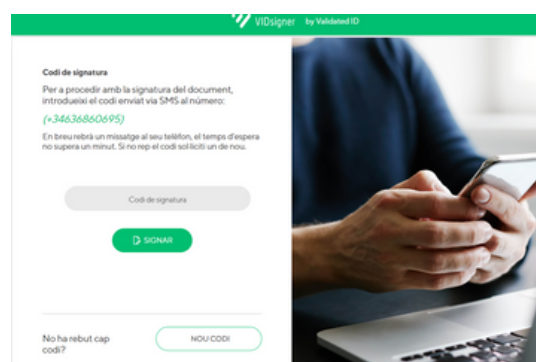 VIDsigner by Validated ID
Codi de signatura
Per a procedir amb la signatura del document,
introdueixi el codi enviat via SMS al número:
(+34636860695)
En breu rebrà un missatge al seu telèfon, el temps d'espera
no supera un minut. Si no rep el codi sol·liciti un de nou.
Codi de signatura
SIGNAR
No ha rebut cap
codi?
NOU CODI